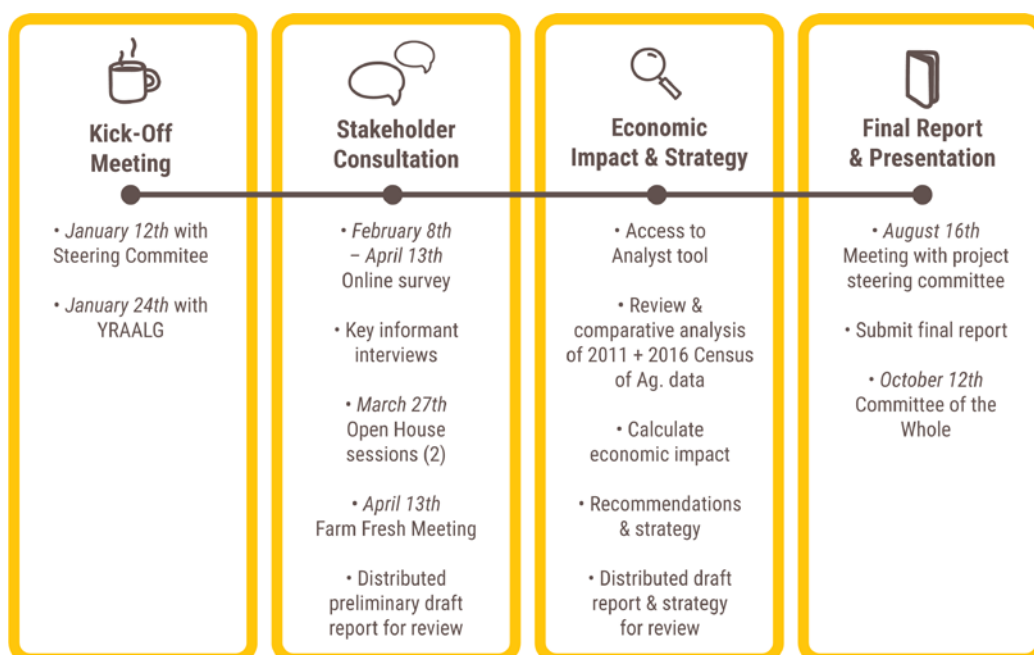 Kick-Off
Meeting
• January 12th with
Steering Commitee
• January 24th with
YRAALG
Stakeholder
Consultation
• February 8th
– April 13th
Online survey
• Key informant
interviews
• March 27th
Open House
sessions (2)
• April 13th
Farm Fresh Meeting
• Distributed
preliminary draft
report for review
Economic
Impact & Strategy
• Access to
Analyst tool
• Review &
comparative analysis
of 2011 + 2016 Census
of Ag. data
• Calculate
economic impact
• Recommendations
& strategy
• Distributed draft
report & strategy
for review
Final Report
& Presentation
• August 16th
Meeting with project
steering committee
• Submit final report
• October 12th
Committee of the
Whole